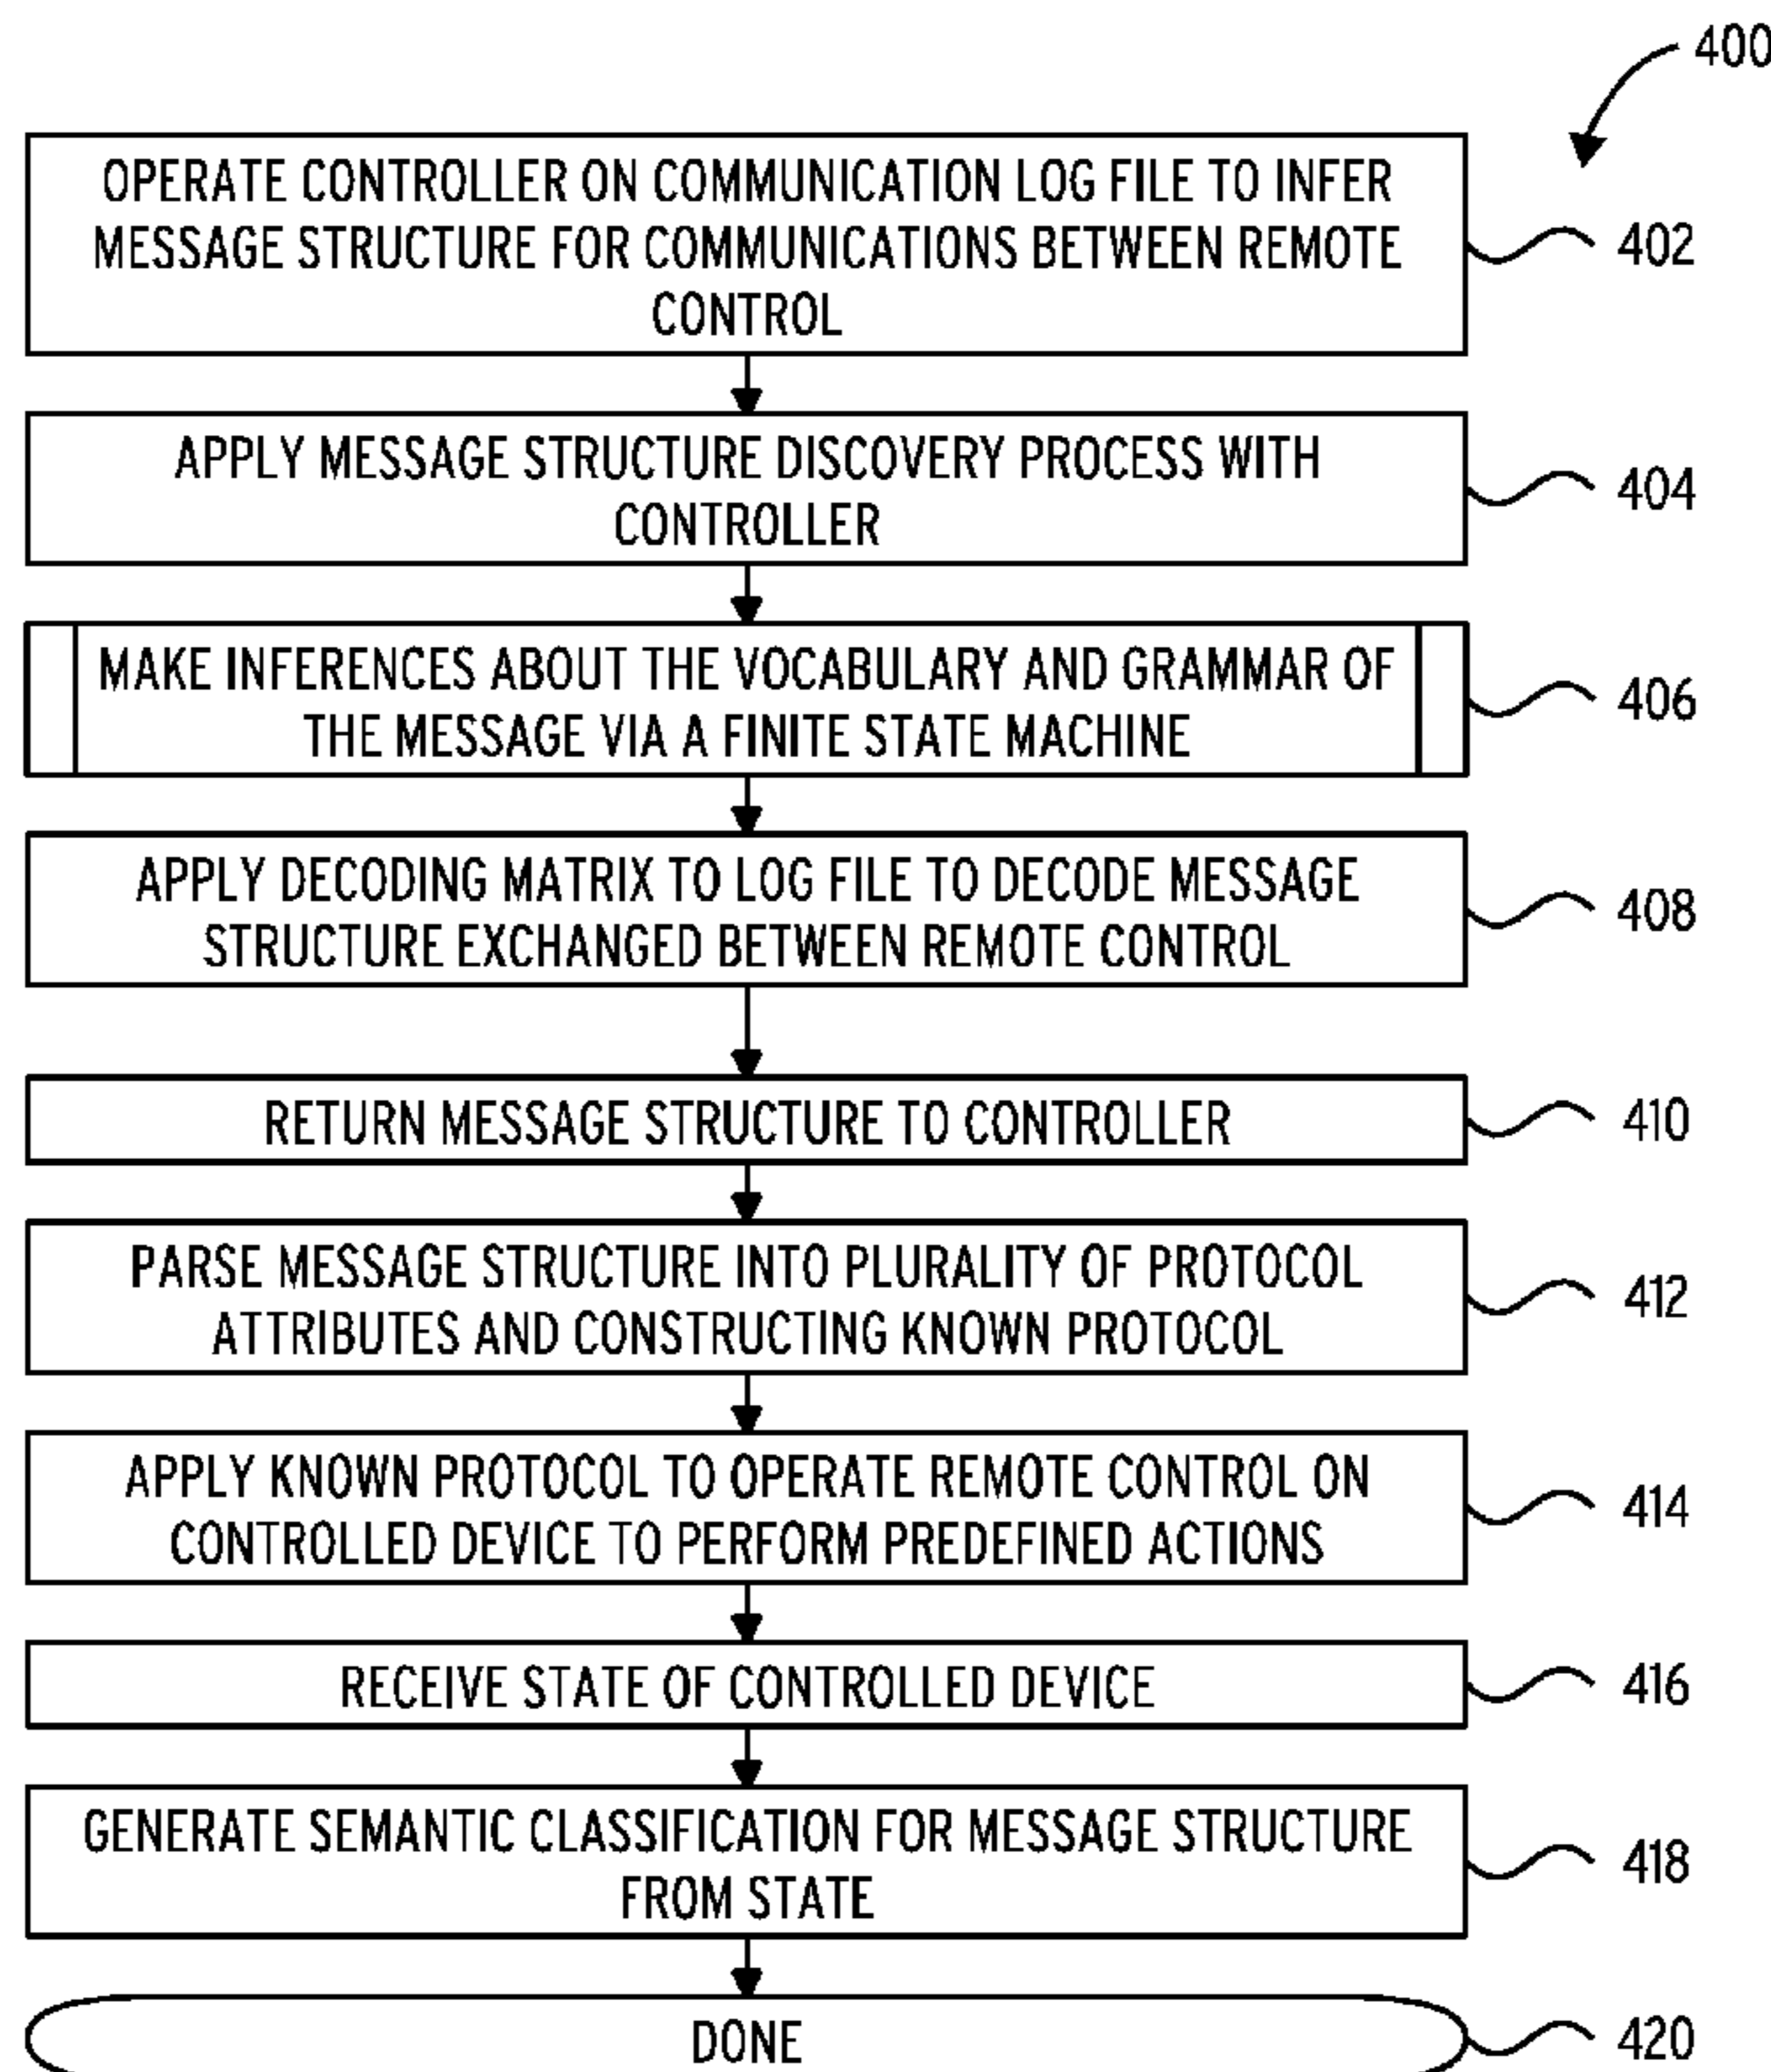 400
OPERATE CONTROLLER ON COMMUNICATION LOG FILE TO INFER
MESSAGE STRUCTURE FOR COMMUNICATIONS BETWEEN REMOTE
CONTROL
402
APPLY MESSAGE STRUCTURE DISCOVERY PROCESS WITH
CONTROLLER
404
MAKE INFERENCES ABOUT THE VOCABULARY AND GRAMMAR OF
THE MESSAGE VIA A FINITE STATE MACHINE
406
APPLY DECODING MATRIX TO LOG FILE TO DECODE MESSAGE
STRUCTURE EXCHANGED BETWEEN REMOTE CONTROL
408
RETURN MESSAGE STRUCTURE TO CONTROLLER
410
PARSE MESSAGE STRUCTURE INTO PLURALITY OF PROTOCOL
ATTRIBUTES AND CONSTRUCTING KNOWN PROTOCOL
412
APPLY KNOWN PROTOCOL TO OPERATE REMOTE CONTROL ON
CONTROLLED DEVICE TO PERFORM PREDEFINED ACTIONS
414
RECEIVE STATE OF CONTROLLED DEVICE
416
GENERATE SEMANTIC CLASSIFICATION FOR MESSAGE STRUCTURE
FROM STATE
418
DONE
420